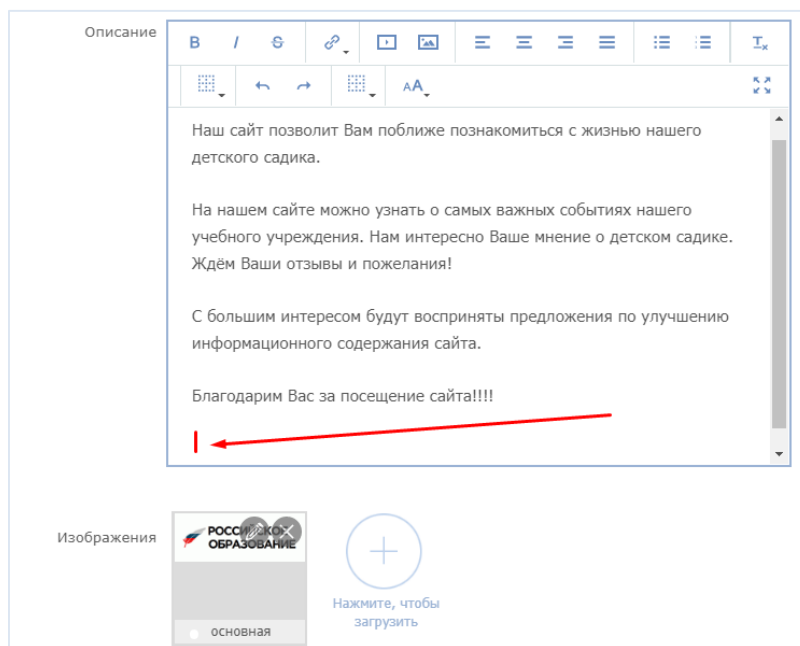 Описание
B I S
T×
AA
Наш сайт позволит Вам поближе познакомиться с жизнью нашего
детского садика.
На нашем сайте можно узнать о самых важных событиях нашего
учебного учреждения. Нам интересно Ваше мнение о детском садике.
Ждём Ваши отзывы и пожелания!
С большим интересом будут восприняты предложения по улучшению
информационного содержания сайта.
Благодарим Вас за посещение сайта!!!!
Изображения
РОССИЙСКОЕ
ОБРАЗОВАНИЕ
основная
Нажмите, чтобы
загрузить